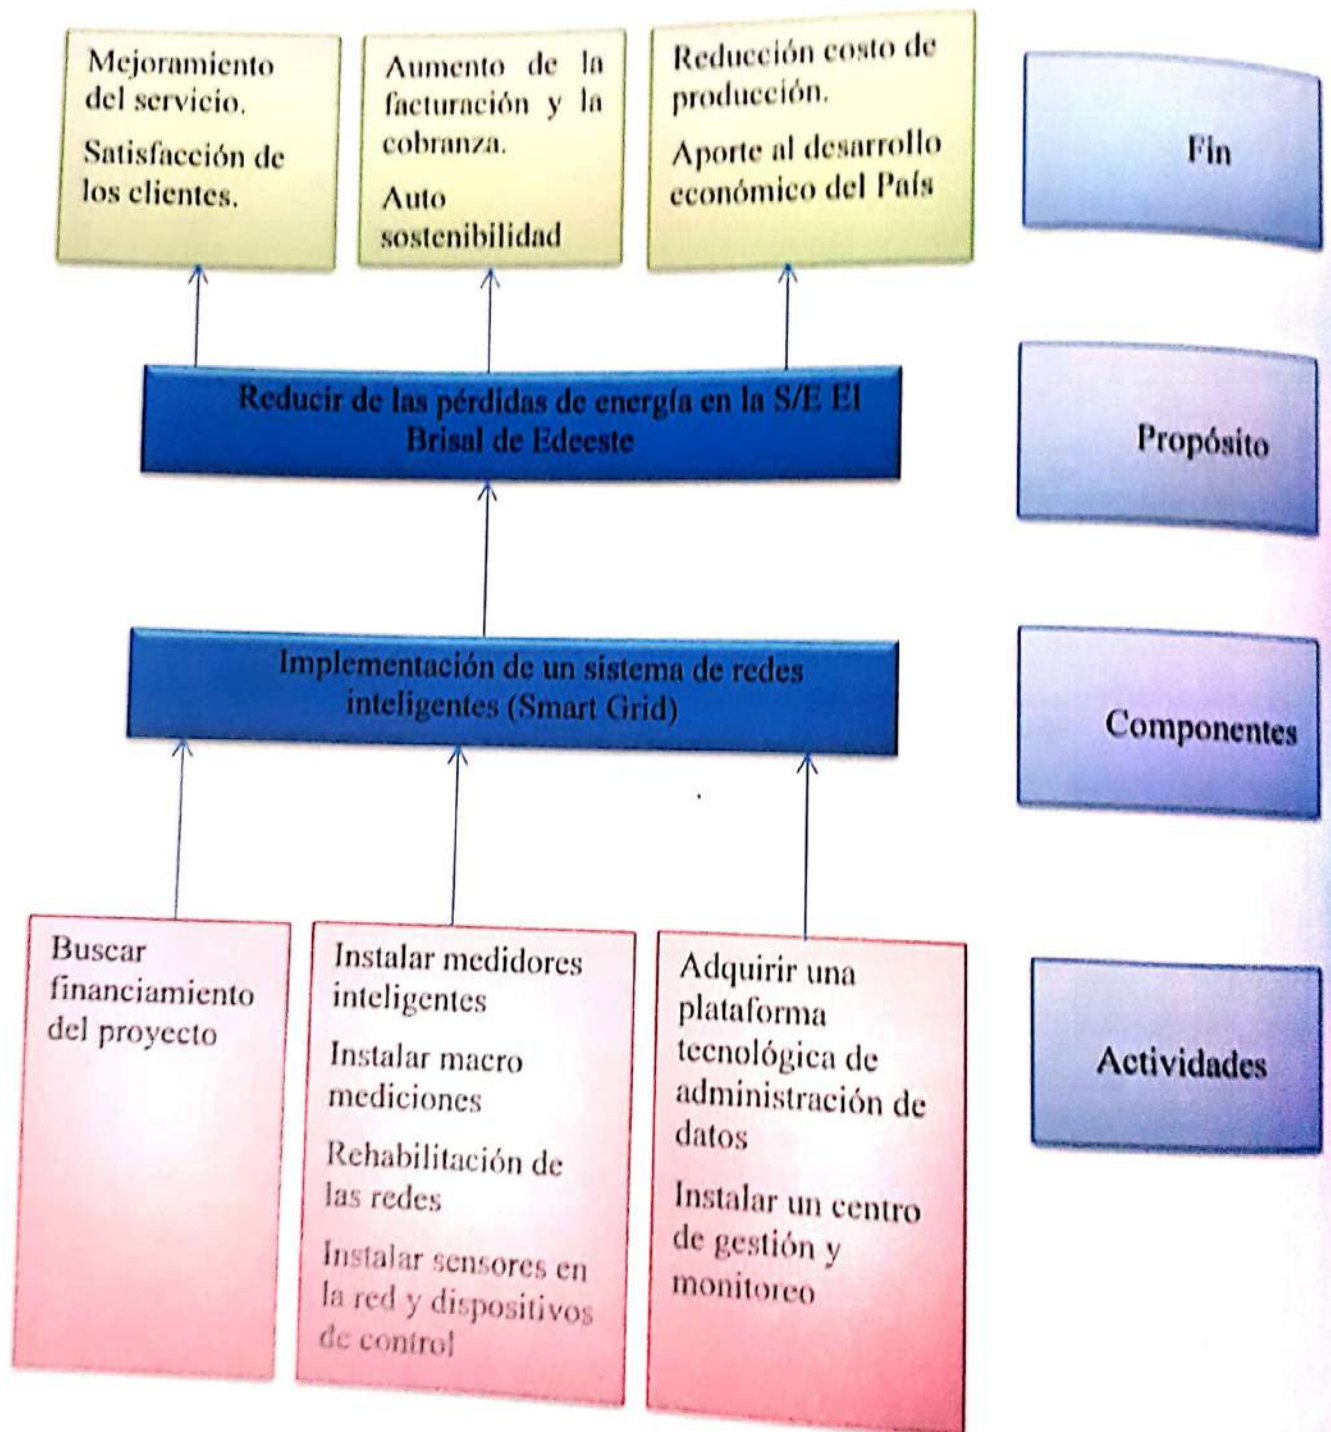 Mejoramiento
del servicio.
Satisfacción de
los clientes.
Aumento de la
facturación y la
cobranza.
Auto
sostenibilidad
Reducción costo de
producción.
Aporte al desarrollo
económico del País
Fin
Reducir de las pérdidas de energía en la S/E El
Brisal de Edeeste
Propósito
Implementación de un sistema de redes
inteligentes (Smart Grid)
Componentes
Buscar
financiamiento
del proyecto
Instalar medidores
inteligentes
Instalar macro
mediciones
Rehabilitación de
las redes
Instalar sensores en
la red y dispositivos
de control
Adquirir una
plataforma
tecnológica de
administración de
datos
Instalar un centro
de gestión y
monitoreo
Actividades